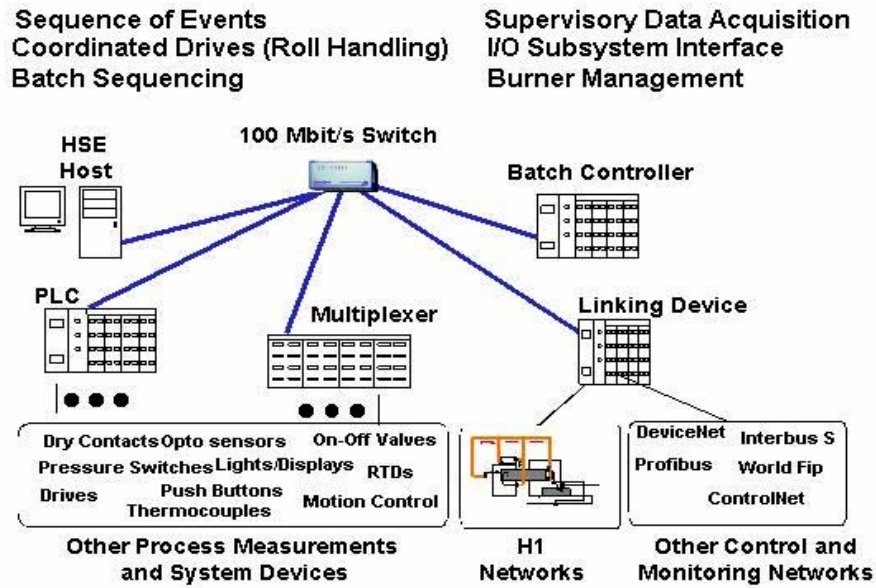 Sequence of Events
Coordinated Drives (Roll Handling)
Batch Sequencing
Supervisory Data Acquisition
I/O Subsystem Interface
Burner Management
100 Mbit/s Switch
HSE
Host
Batch Controller
PLC
Multiplexer
Linking Device
Dry Contacts Opto sensors On-Off Valves
Pressure Switches Lights/Displays RTDs
Drives Push Buttons Motion Control
Thermocouples
DeviceNet Interbus S
Profibus World Fip
ControlNet
Other Process Measurements
and System Devices
H1
Networks
Other Control and
Monitoring Networks